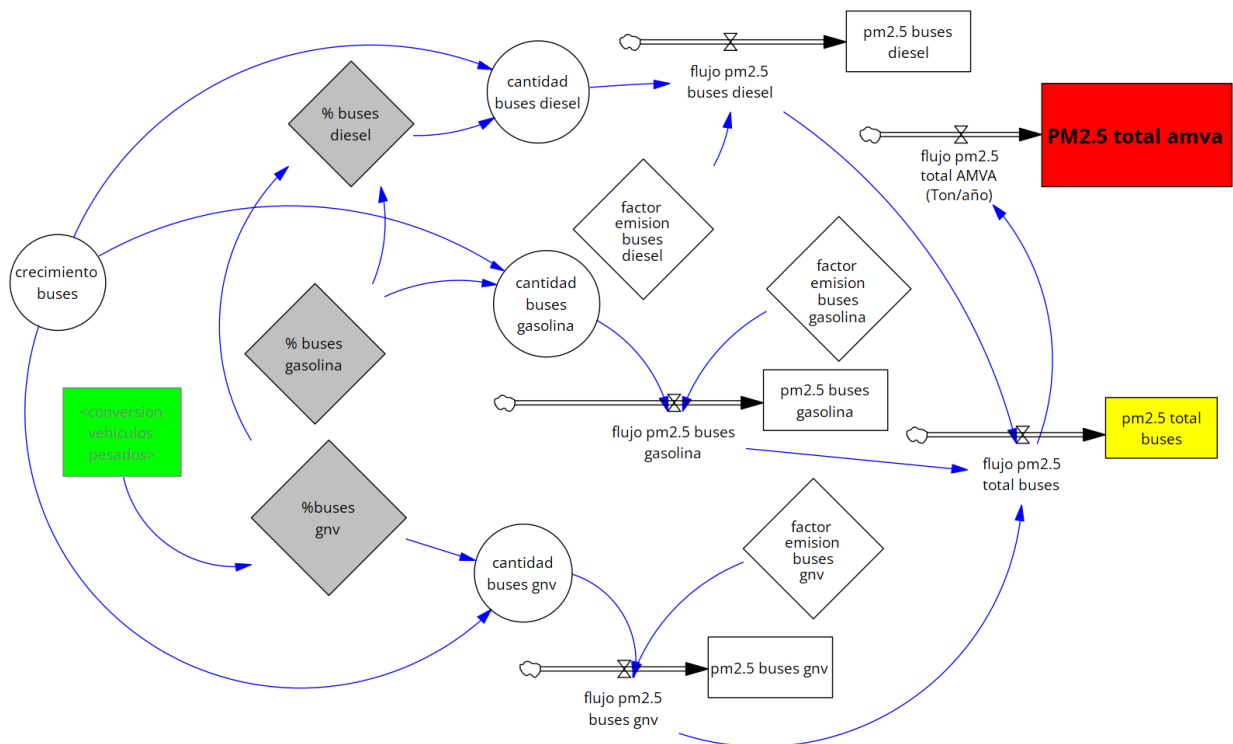 pm2.5 buses
diesel
flujo pm2.5
buses diesel
cantidad
buses diesel
% buses
diesel
PM2.5 total amva
flujo pm2.5
total AMVA
(Ton/año)
factor
emision
buses
diesel
crecimiento
buses
cantidad
buses
gasolina
factor
emision
buses
gasolina
% buses
gasolina
pm2.5 buses
gasolina
<conversion
vehiculos
pesados>
flujo pm2.5 buses
gasolina
pm2.5 total
buses
flujo pm2.5
total buses
%buses
gnv
cantidad
buses gnv
factor
emision
buses
gnv
pm2.5 buses gnv
flujo pm2.5
buses gnv